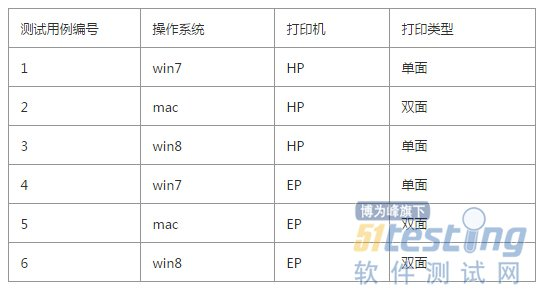 测试用例编号 操作系统 打印机 打印类型
1 win7 HP 单面
2 mac HP 双面
3 win8 HP 单面
4 win7 EP 单面
5 mac EP 双面
6 win8 EP 双面
博为峰旗下
51testing
软件测试网